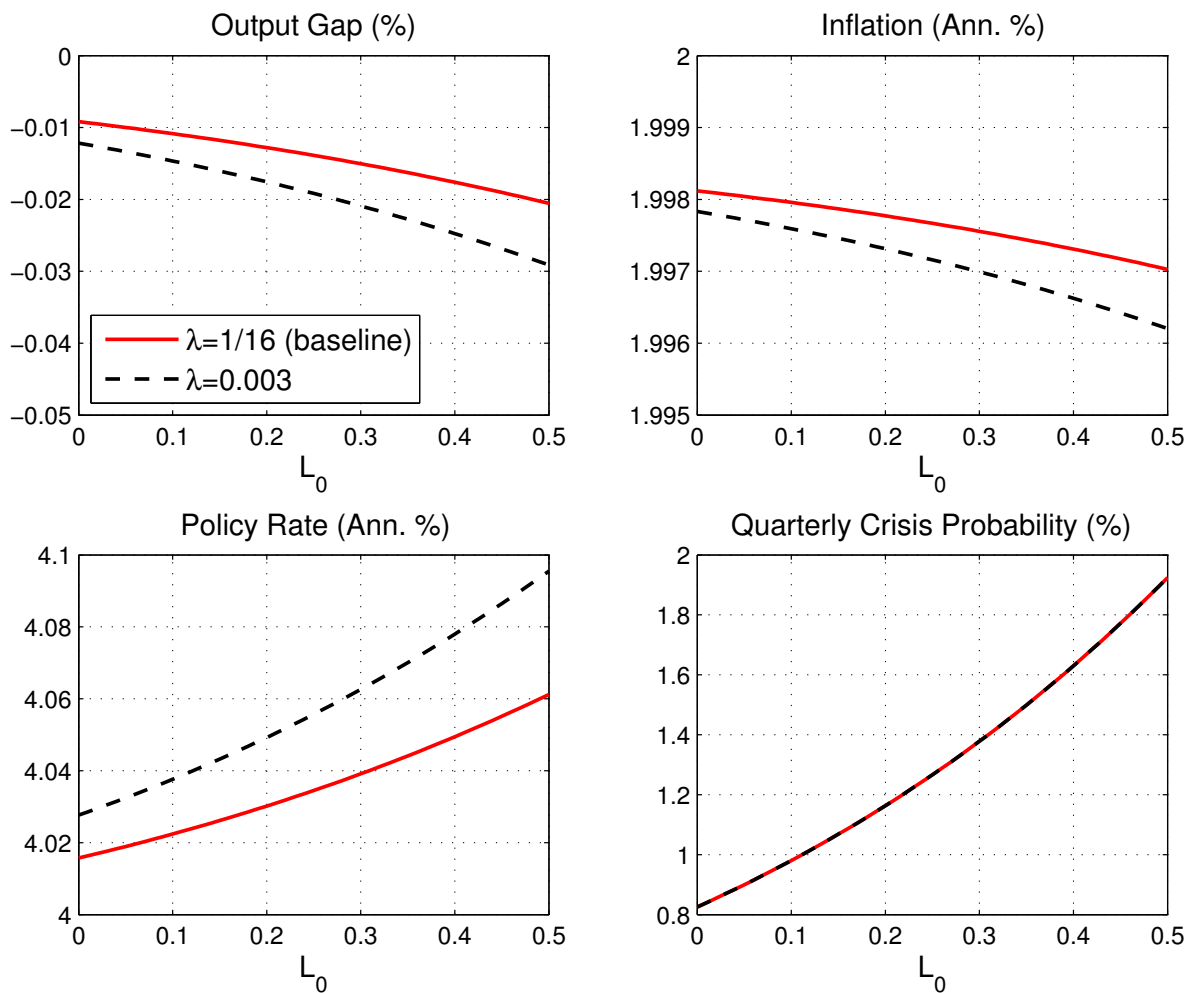 Output Gap (%)
0
−0.01
−0.02
−0.03
−0.04
−0.05
λ=1/16 (baseline)
λ=0.003
0 0.1 0.2 0.3 0.4 0.5
L0
Inflation (Ann. %)
2
1.999
1.998
1.997
1.996
1.995
0 0.1 0.2 0.3 0.4 0.5
L0
Policy Rate (Ann. %)
4.1
4.08
4.06
4.04
4.02
4
0 0.1 0.2 0.3 0.4 0.5
L0
Quarterly Crisis Probability (%)
2
1.8
1.6
1.4
1.2
1
0.8
0 0.1 0.2 0.3 0.4 0.5
L0